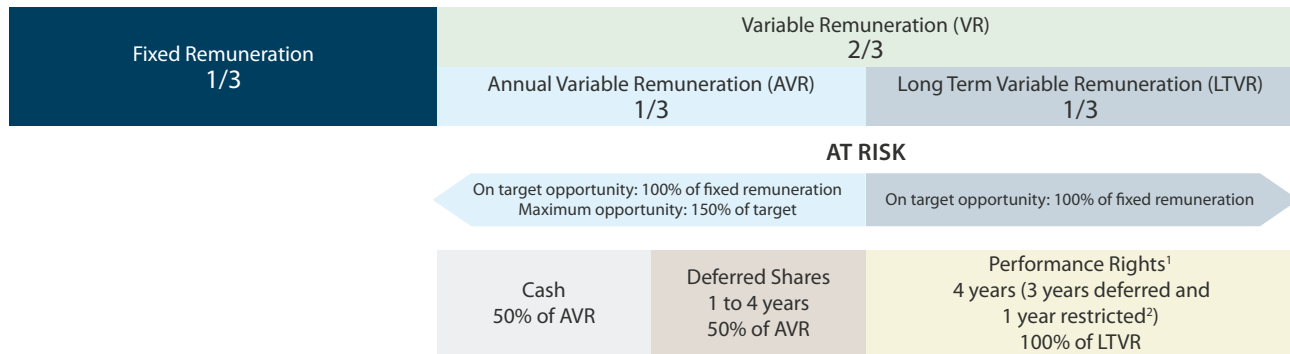 Fixed Remuneration
1/3
Variable Remuneration (VR)
2/3
Annual Variable Remuneration (AVR)
1/3
Long Term Variable Remuneration (LTVR)
1/3
AT RISK
On target opportunity: 100% of fixed remuneration
Maximum opportunity: 150% of target
On target opportunity: 100% of fixed remuneration
Cash
50% of AVR
Deferred Shares
1 to 4 years
50% of AVR
Performance Rights¹
4 years (3 years deferred and
1 year restricted²)
100% of LTVR